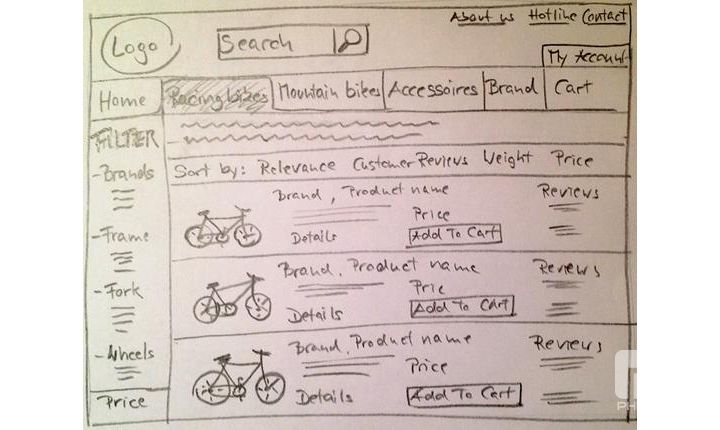 About us Hotline Contact
Logo
Search
My Account
Home Racing bikes Mountain bikes Accessoires Brand Cart
FILTER
Sort by: Relevance Customer Reviews Weight Price
-Brands
Brand, Product name Reviews
Price
Details Add To Cart
-Frame
Brand, Product name Reviews
Price
Details Add To Cart
-Fork
Brand, Product name Reviews
Price
Details Add To Cart
-Wheels
Price